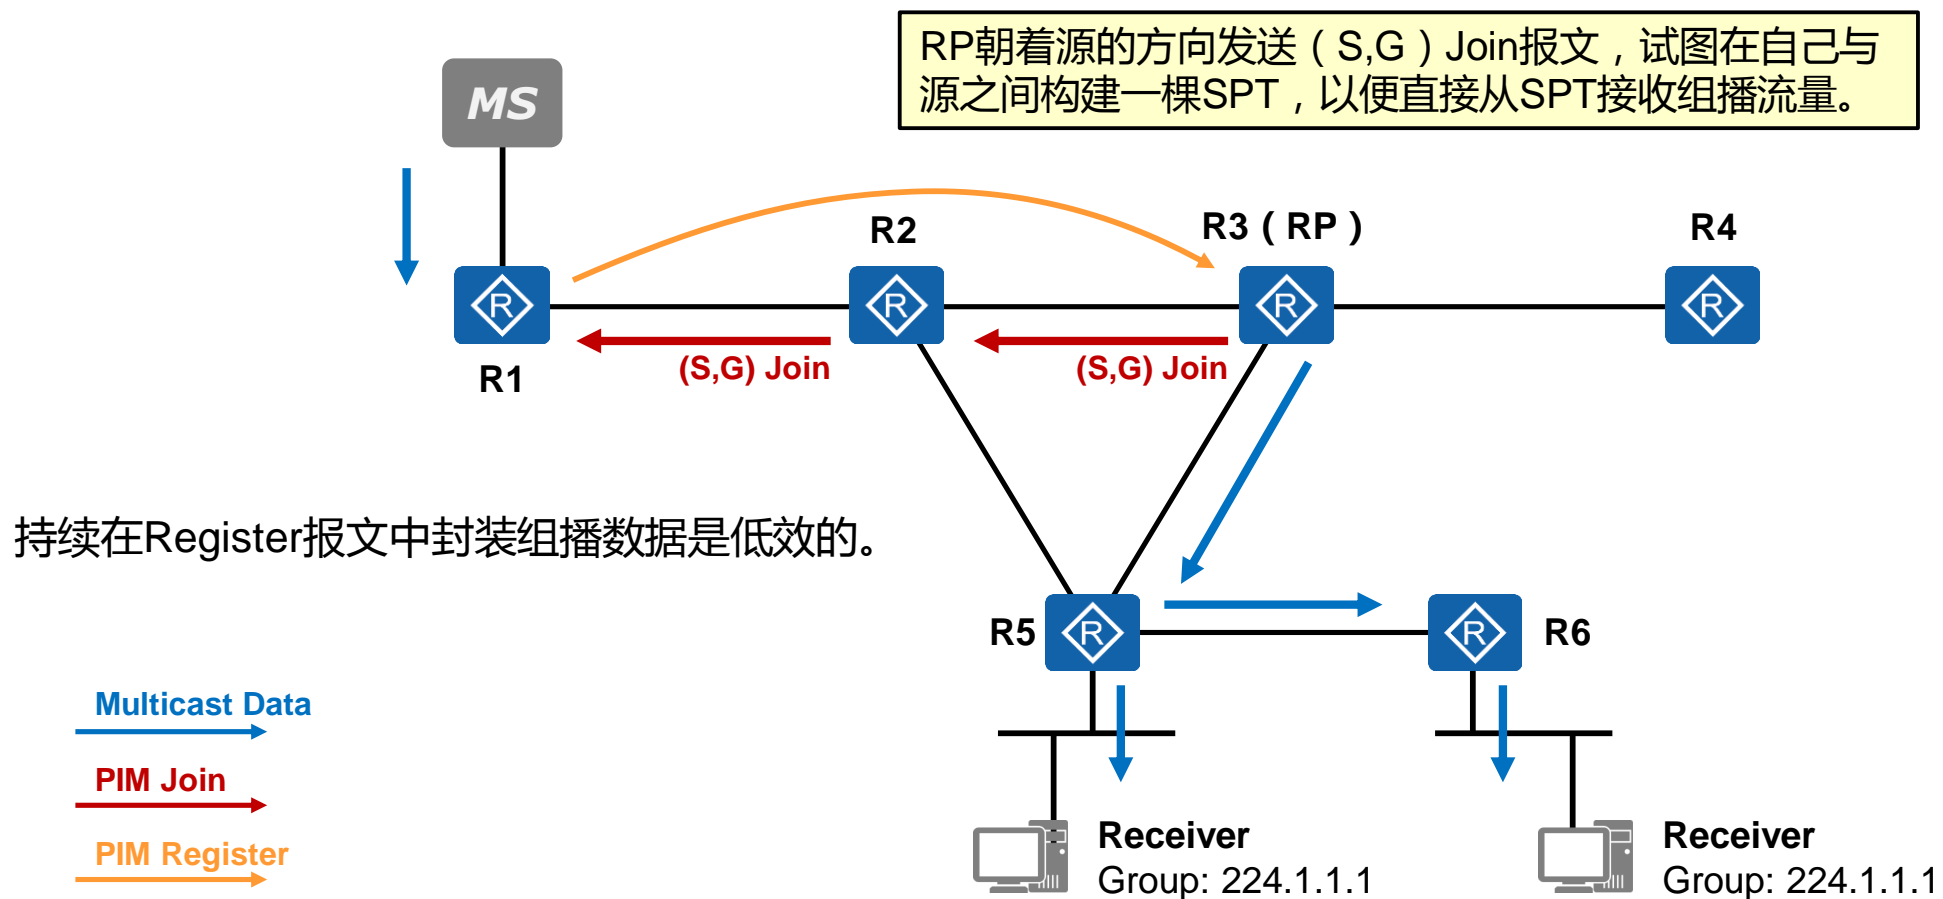 RP朝着源的方向发送（S,G）Join报文，试图在自己与
源之间构建一棵SPT，以便直接从SPT接收组播流量。
MS
R2
R3（RP）
R4
R
R
R
R
R1
(S,G) Join
(S,G) Join
持续在Register报文中封装组播数据是低效的。
R5
R
R
R6
Multicast Data
PIM Join
PIM Register
Receiver
Group: 224.1.1.1
Receiver
Group: 224.1.1.1